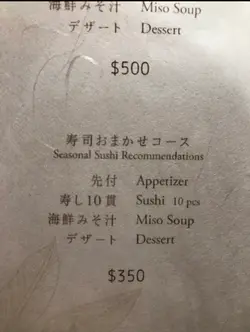 海鮮みそ汁 Miso Soup
デザート Dessert
$500
寿司おまかせコース
Seasonal Sushi Recommendations
先付 Appetizer
寿し10貫 Sushi 10 pcs
海鮮みそ汁 Miso Soup
デザート Dessert
$350